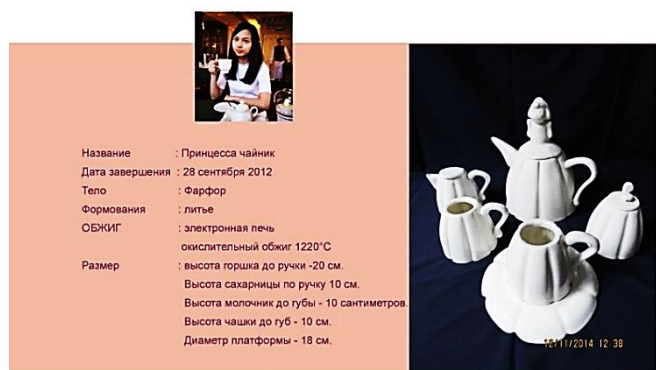 Название : Принцесса чайник
Дата завершения : 28 сентября 2012
Тело : Фарфор
Формования : литье
ОБЖИГ : электронная печь
окислительный обжиг 1220°C
Размер : высота горшка до ручки -20 см.
Высота сахарницы по ручку 10 см.
Высота молочник до губы - 10 сантиметров.
Высота чашки до губ - 10 см.
Диаметр платформы - 18 см.
12/11/2014 12:38